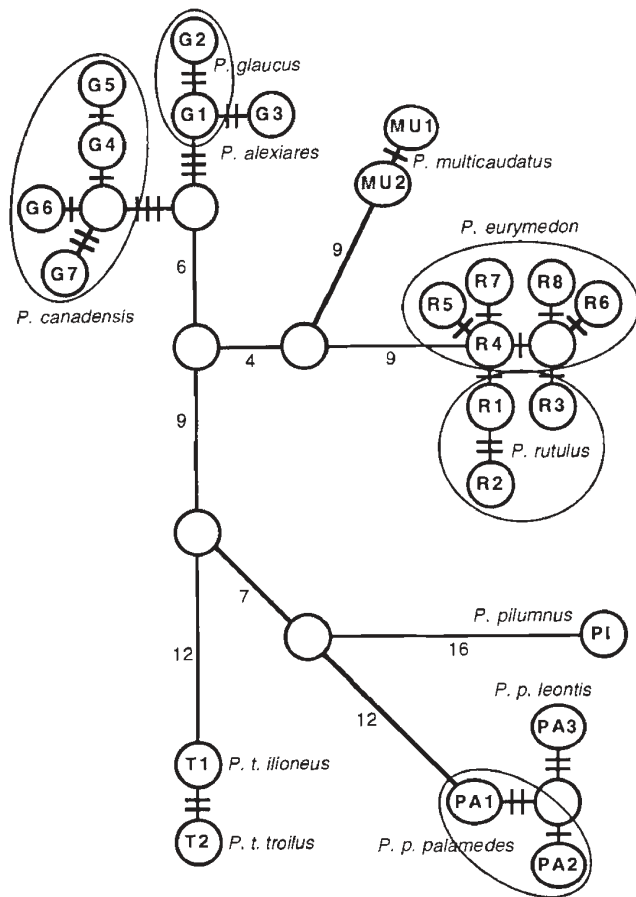 G2
P. glaucus
G5
G1
G3
MU1
P. alexiares
P. multicaudatus
G4
MU2
G6
P. eurymedon
9
R7
R8
G7
R5
R6
P. canadensis
6
R4
4
9
R1
R3
9
P. rutulus
R2
7
P. pilumnus
PI
16
12
P. p. leontis
12
PA3
T1
P. t. ilioneus
PA1
P. p. palamedes
T2
P. t. troilus
PA2